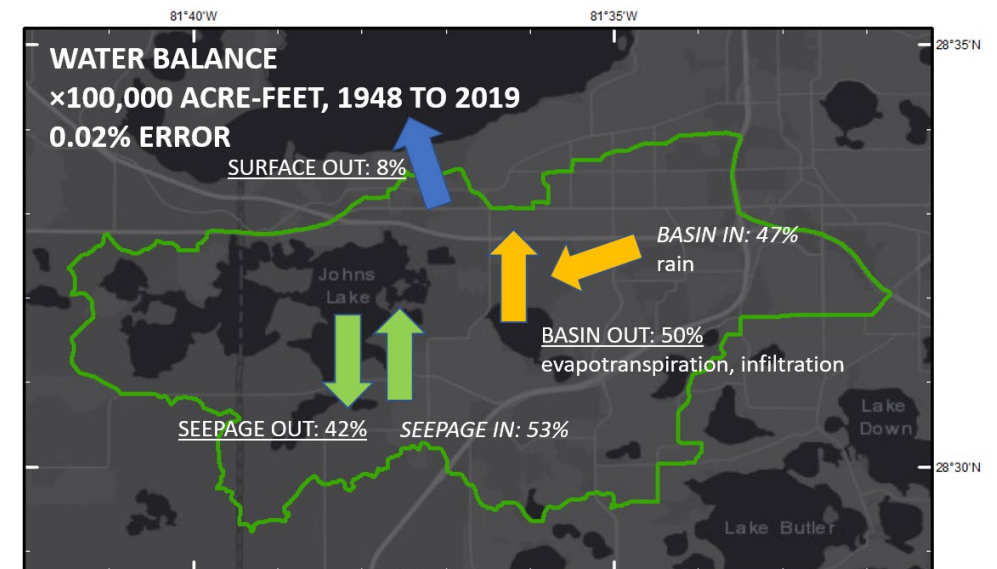 81°40'W
81°35'W
28°35'N
WATER BALANCE
×100,000 ACRE-FEET, 1948 TO 2019
0.02% ERROR
SURFACE OUT: 8%
BASIN IN: 47%
rain
Johns
Lake
BASIN OUT: 50%
evapotranspiration, infiltration
SEEPAGE OUT: 42%
SEEPAGE IN: 53%
Lake
Down
28°30'N
Lake Butler